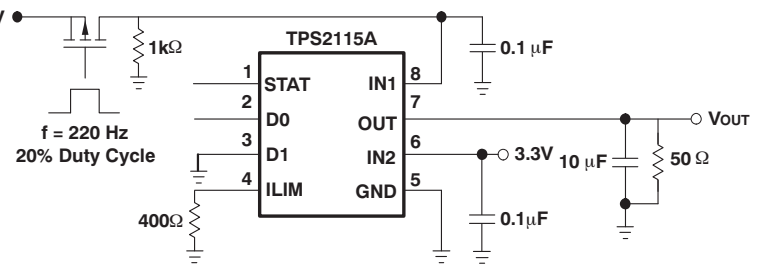 V
TPS2115A
1kΩ
0.1 μF
1 STAT
IN1 8
2 D0
7
OUT
VOUT
f = 220 Hz
20% Duty Cycle
3 D1
IN2 6
3.3V
10 μF
50 Ω
4 ILIM
GND 5
400Ω
0.1μF